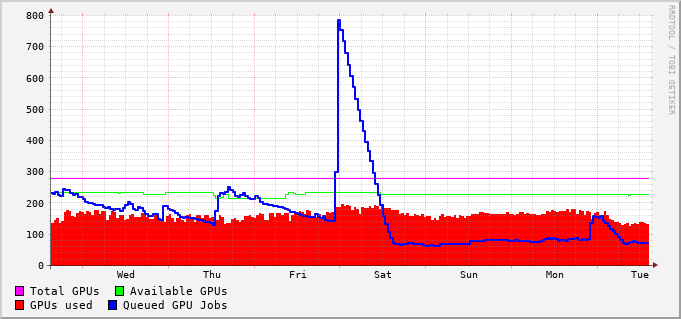 800
700
600
500
400
300
200
100
0
Wed Thu Fri Sat Sun Mon Tue
Total GPUs Available GPUs
GPUs used Queued GPU Jobs
RRDTOOL / TOBI OETIKER